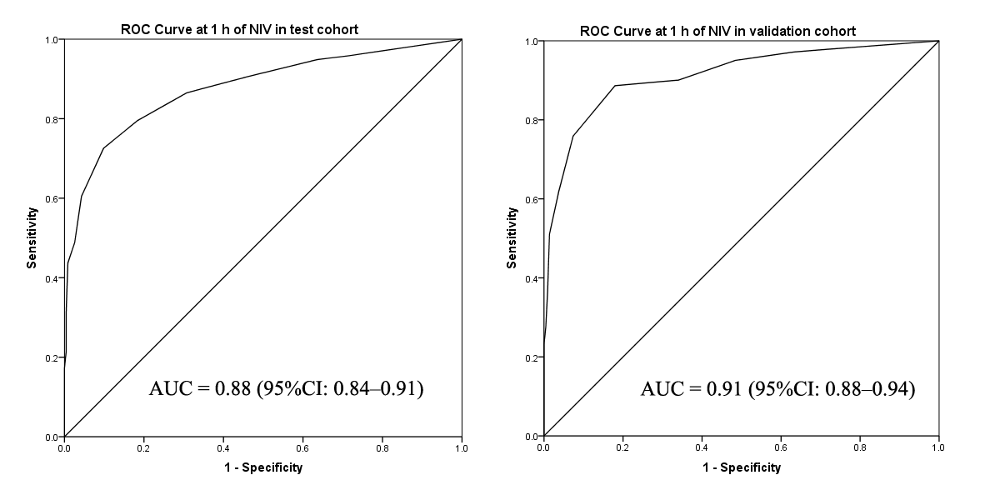 ROC Curve at 1 h of NIV in test cohort
1.0
0.8
0.6
0.4
0.2
0.0
Sensitivity
0.0 0.2 0.4 0.6 0.8 1.0
1 - Specificity
AUC = 0.88 (95%CI: 0.84–0.91)
ROC Curve at 1 h of NIV in validation cohort
1.0
0.8
0.6
0.4
0.2
0.0
Sensitivity
0.0 0.2 0.4 0.6 0.8 1.0
1 - Specificity
AUC = 0.91 (95%CI: 0.88–0.94)